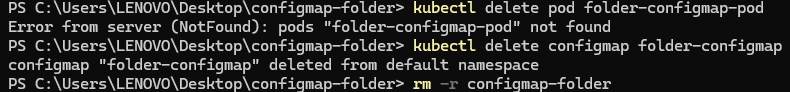 PS C:\Users\LENOVO\Desktop\configmap-folder> kubectl delete pod folder-configmap-pod
Error from server (NotFound): pods "folder-configmap-pod" not found
PS C:\Users\LENOVO\Desktop\configmap-folder> kubectl delete configmap folder-configmap
configmap "folder-configmap" deleted from default namespace
PS C:\Users\LENOVO\Desktop\configmap-folder> rm -r configmap-folder